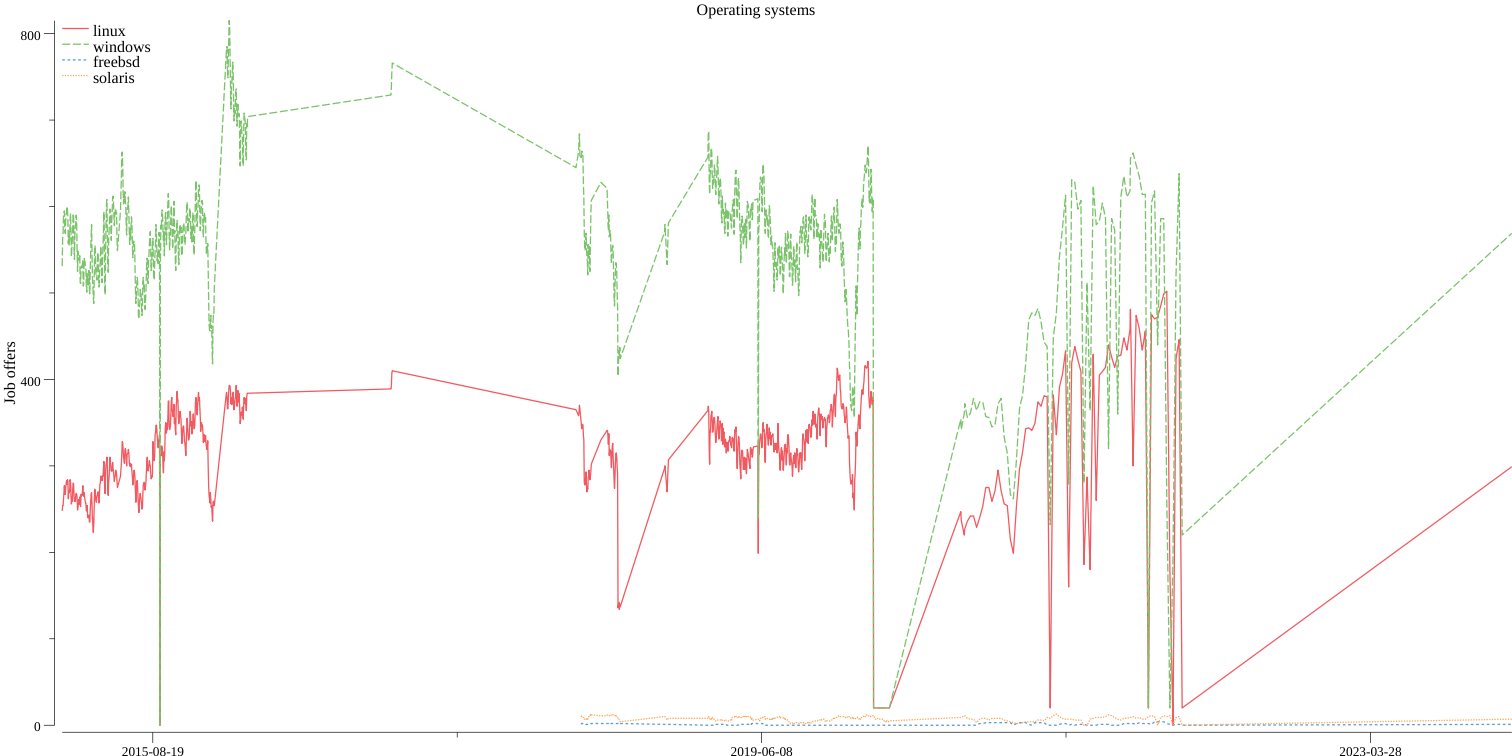 Operating systems
800
linux
windows
freebsd
solaris
Job offers
400
0
2015-08-19
2019-06-08
2023-03-28